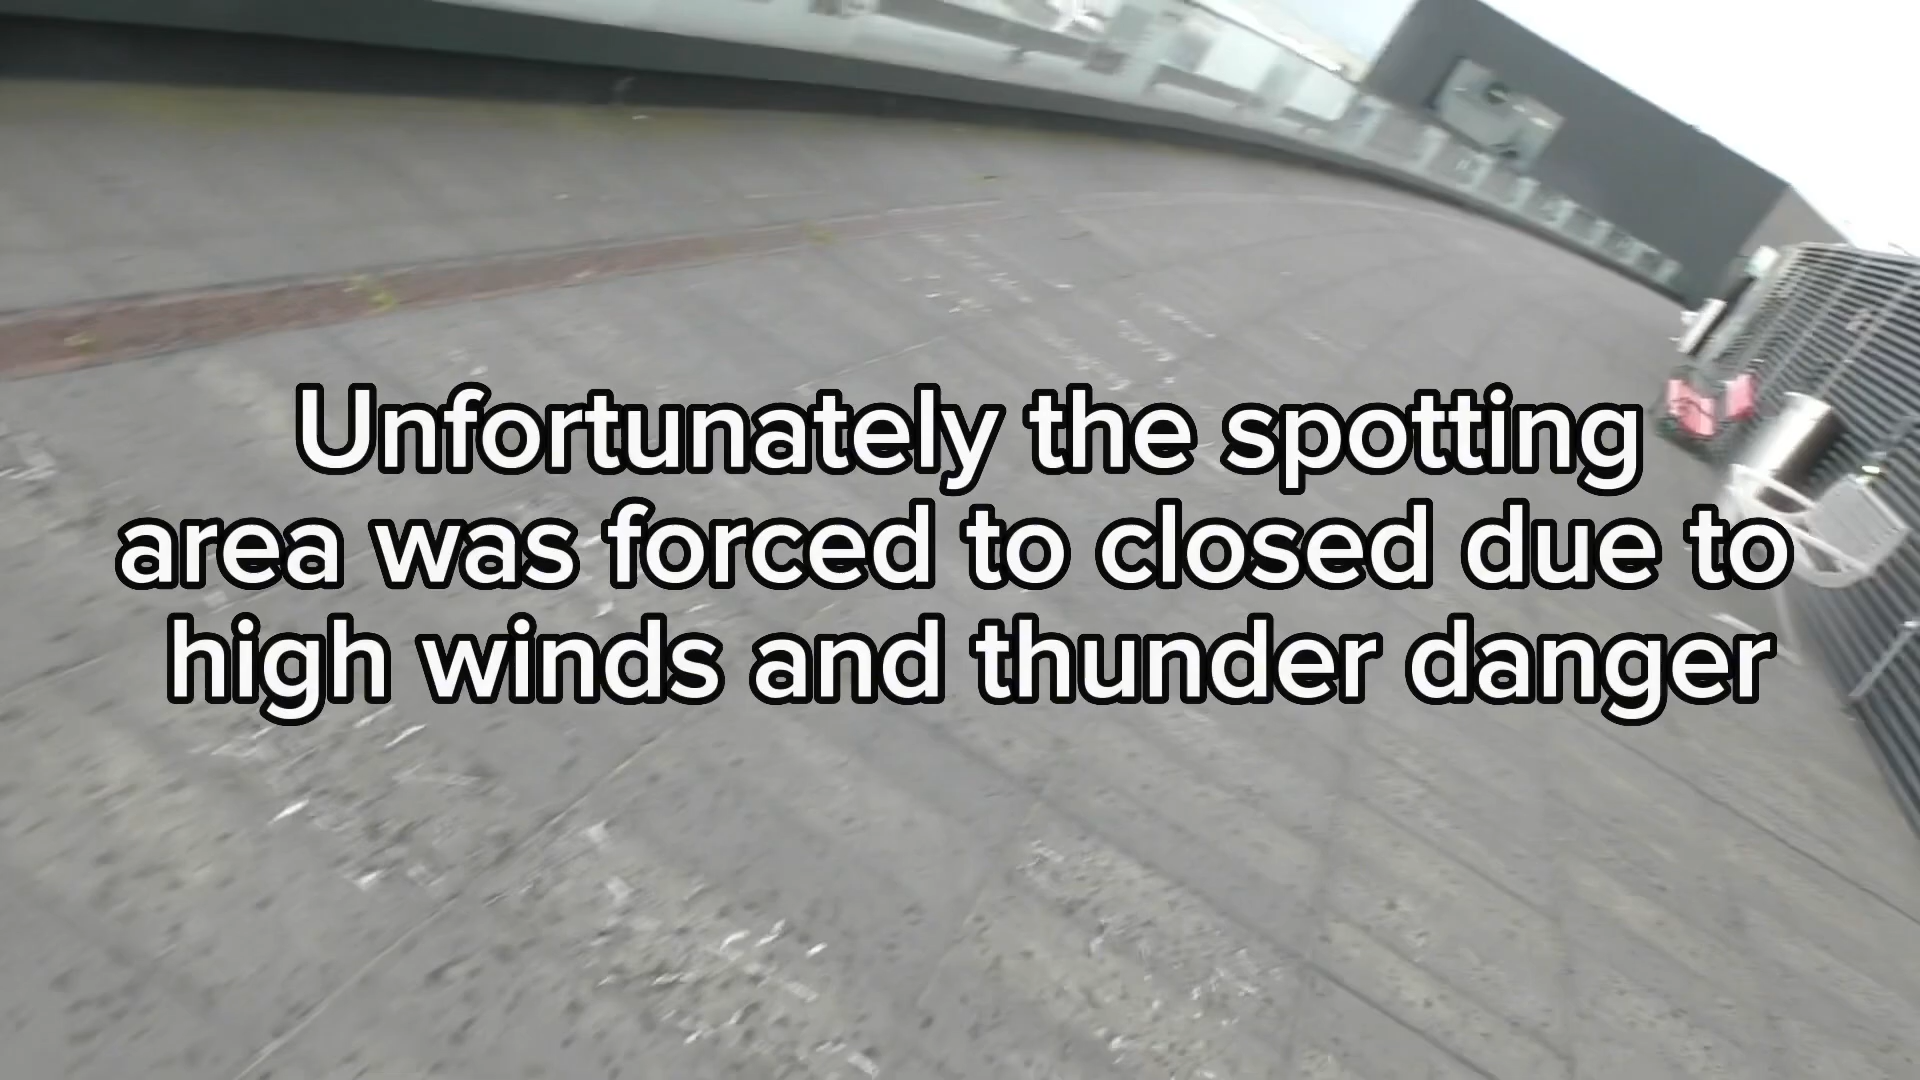 Unfortunately the spotting
area was forced to closed due to
high winds and thunder danger